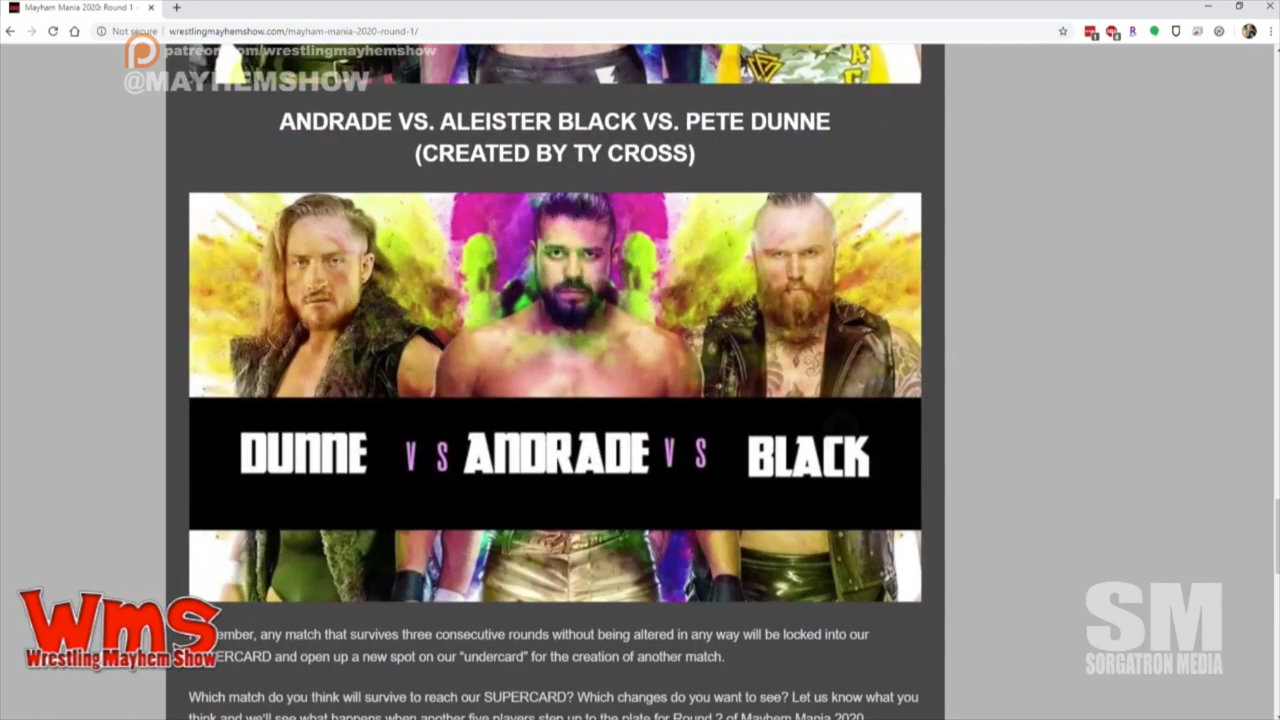 Mayham Mania 2020: Round 1 -
Not secure
wrestlingmayhemshow.com/mayham-mania-2020-round-1/
patreon.com/wrestlingmayhemshow
@MAYHEMSHOW
ANDRADE VS. ALEISTER BLACK VS. PETE DUNNE
(CREATED BY TY CROSS)
DUNNE VS ANDRADE VS BLACK
ember, any match that survives three consecutive rounds without being altered in any way will be locked into our
ERCARD and open up a new spot on our “undercard” for the creation of another match.
Which match do you think will survive to reach our SUPERCARD? Which changes do you want to see? Let us know what you
think and we'll see what happens when another five players step up to the plate for Round 2 of Mayham Mania 2020
WMS
Wrestling Mayhem Show
SM
SORGATRON MEDIA